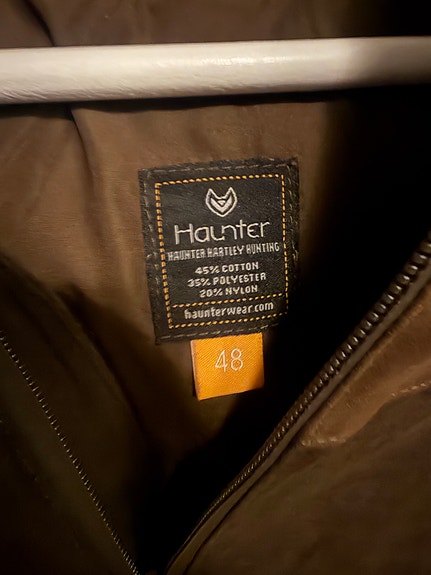 Haunter
HAUNTER HARTLEY HUNTING
45% COTTON
35% POLYESTER
20% NYLON
haunterwear.com
48